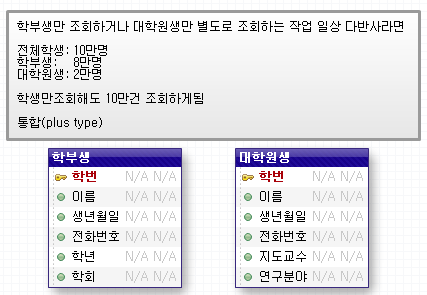 학부생만 조회하거나 대학원생만 별도로 조회하는 작업 일상 다반사라면
전체학생: 10만명
학부생: 8만명
대학원생: 2만명
학생만조회해도 10만건 조회하게됨
통합(plus type)
학부생
학번 N/A N/A
이름 N/A N/A
생년월일 N/A N/A
전화번호 N/A N/A
학년 N/A N/A
학회 N/A N/A
대학원생
학번 N/A N/A
이름 N/A N/A
생년월일 N/A N/A
전화번호 N/A N/A
지도교수 N/A N/A
연구분야 N/A N/A